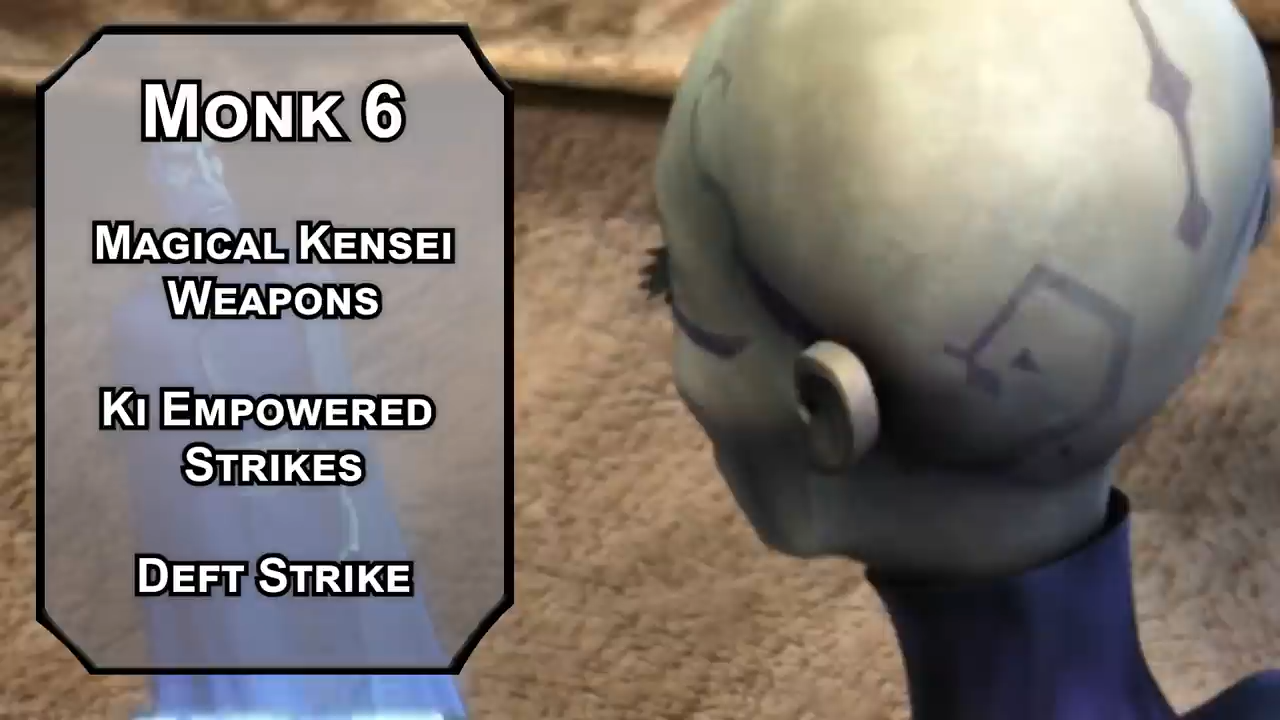 Monk 6
Magical Kensei
Weapons
Ki Empowered
Strikes
Deft Strike